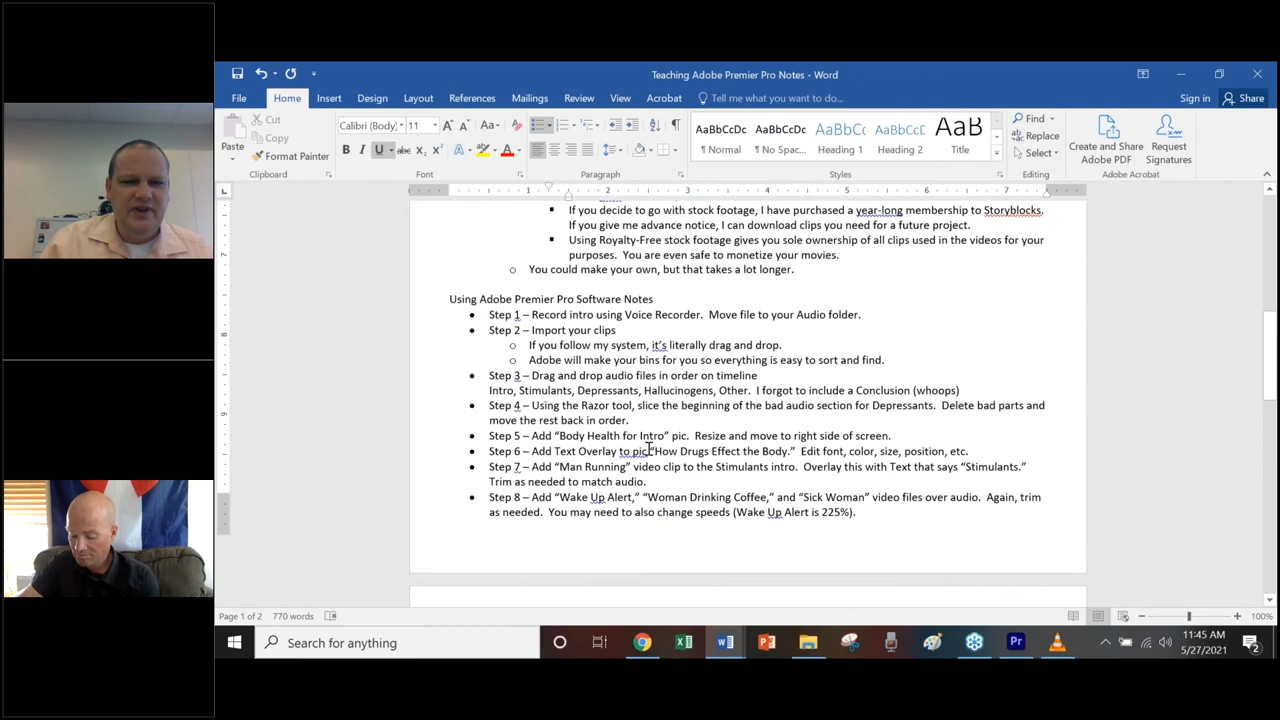 Teaching Adobe Premier Pro Notes - Word
File Home Insert Design Layout References Mailings Review View Acrobat Tell me what you want to do... Sign in Share
Paste
Cut
Copy
Format Painter
Clipboard
Calibri (Body) 11
Font
Paragraph
AaBbCcDc AaBbCcDc AaBbCc AaBbCcC AaB
¶ Normal ¶ No Spac... Heading 1 Heading 2 Title
Styles
Find
Replace
Select
Editing
Create and Share Adobe PDF
Request Signatures
Adobe Acrobat
1 2 3 4 5 6 7
If you decide to go with stock footage, I have purchased a year-long membership to Storyblocks.
If you give me advance notice, I can download clips you need for a future project.
Using Royalty-Free stock footage gives you sole ownership of all clips used in the videos for your
purposes. You are even safe to monetize your movies.
You could make your own, but that takes a lot longer.
Using Adobe Premier Pro Software Notes
Step 1 – Record intro using Voice Recorder. Move file to your Audio folder.
Step 2 – Import your clips
If you follow my system, it's literally drag and drop.
Adobe will make your bins for you so everything is easy to sort and find.
Step 3 – Drag and drop audio files in order on timeline
Intro, Stimulants, Depressants, Hallucinogens, Other. I forgot to include a Conclusion (whoops)
Step 4 – Using the Razor tool, slice the beginning of the bad audio section for Depressants. Delete bad parts and
move the rest back in order.
Step 5 – Add “Body Health for Intro” pic. Resize and move to right side of screen.
Step 6 – Add Text Overlay to pic “How Drugs Effect the Body.” Edit font, color, size, position, etc.
Step 7 – Add “Man Running” video clip to the Stimulants intro. Overlay this with Text that says “Stimulants.”
Trim as needed to match audio.
Step 8 – Add “Wake Up Alert,” “Woman Drinking Coffee,” and “Sick Woman” video files over audio. Again, trim
as needed. You may need to also change speeds (Wake Up Alert is 225%).
Page 1 of 2 770 words 100%
Search for anything
11:45 AM
5/27/2021